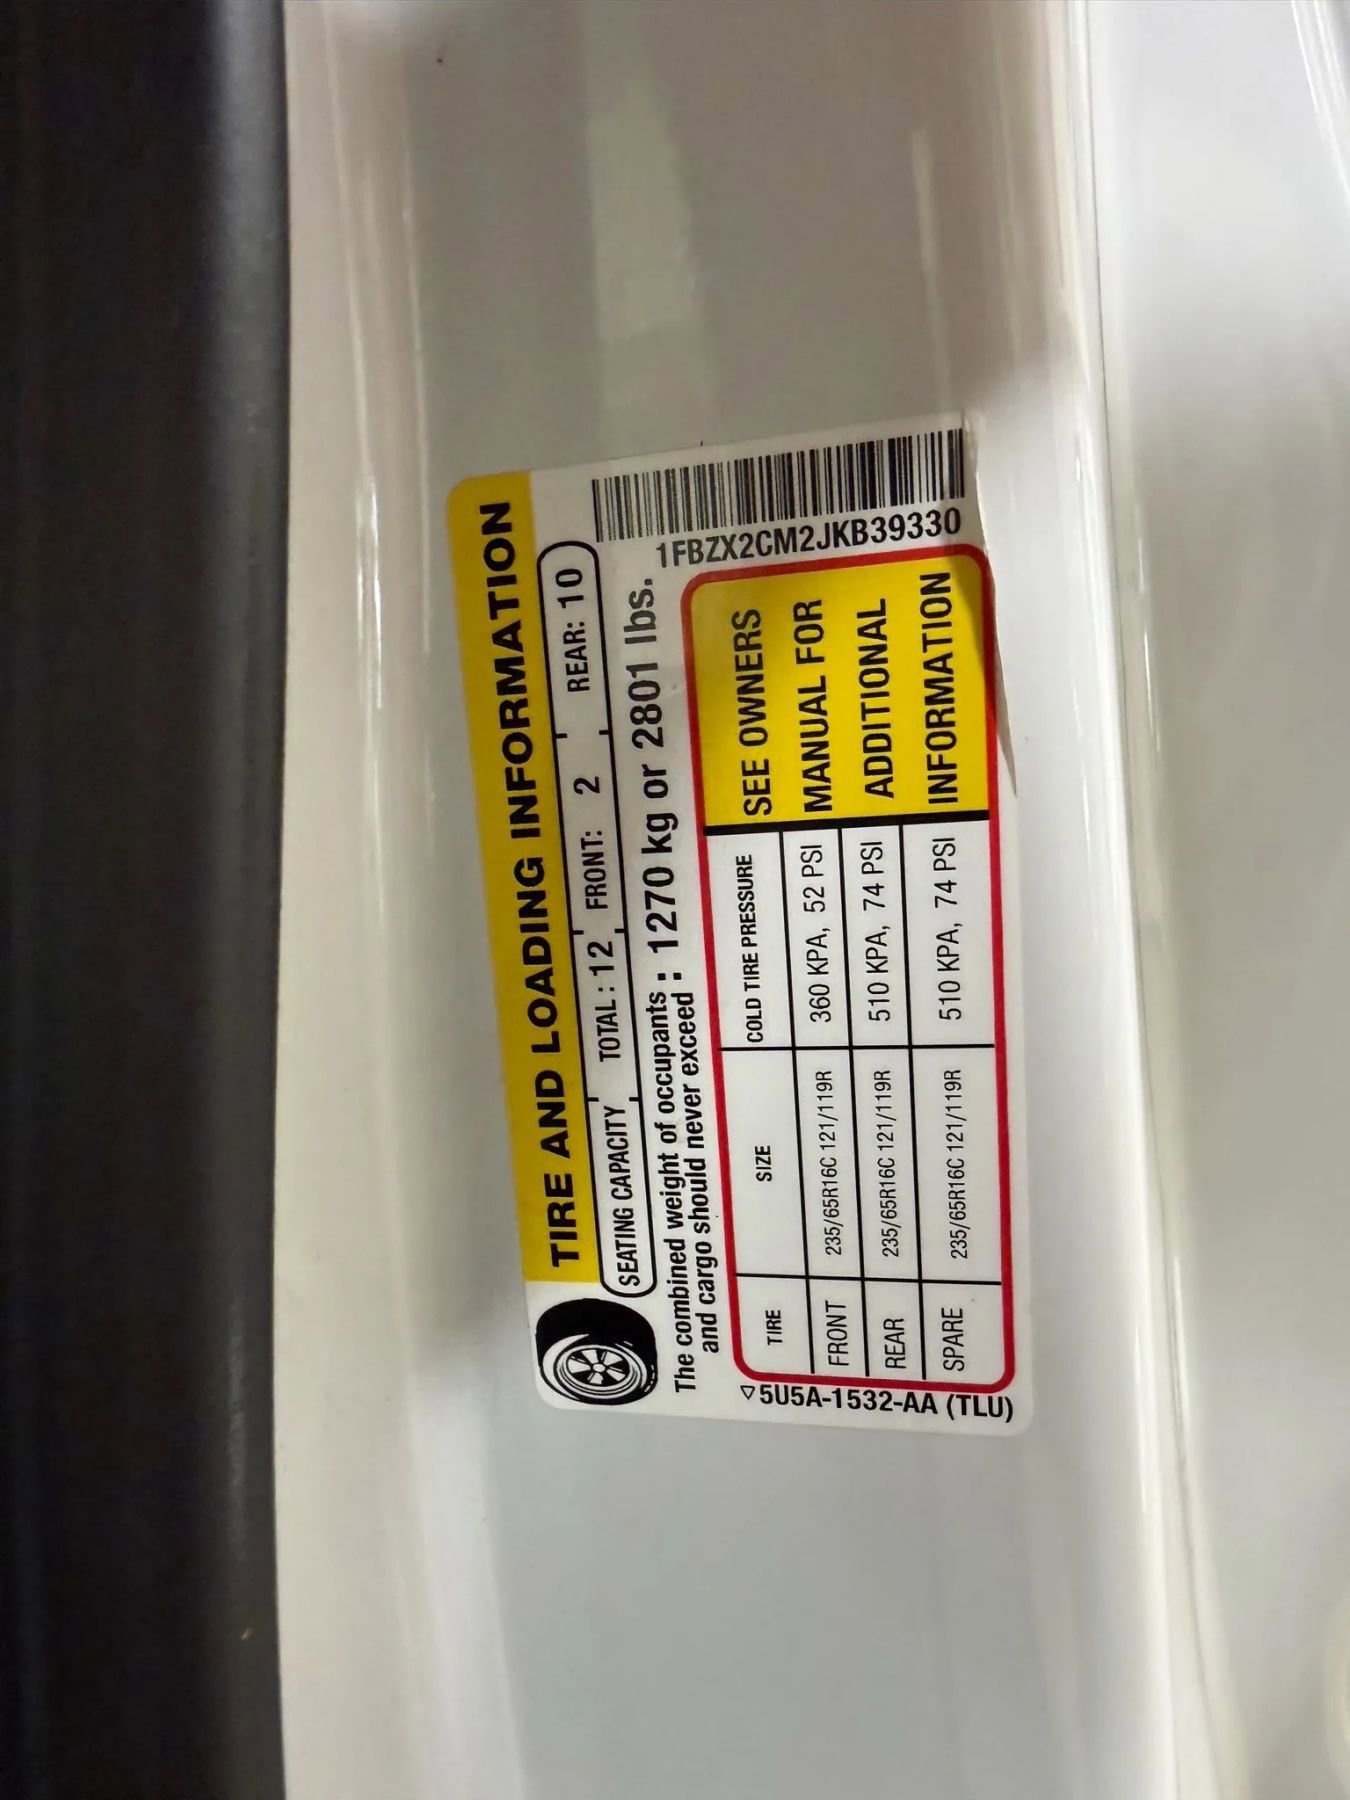 TIRE AND LOADING INFORMATION
SEATING CAPACITY TOTAL : 12 FRONT: 2 REAR: 10
The combined weight of occupants
and cargo should never exceed : 1270 kg or 2801 lbs.
1FBZX2CM2JKB39330
TIRE SIZE COLD TIRE PRESSURE
FRONT 235/65R16C 121/119R 360 KPA, 52 PSI
REAR 235/65R16C 121/119R 510 KPA, 74 PSI
SPARE 235/65R16C 121/119R 510 KPA, 74 PSI
SEE OWNERS
MANUAL FOR
ADDITIONAL
INFORMATION
5U5A-1532-AA (TLU)